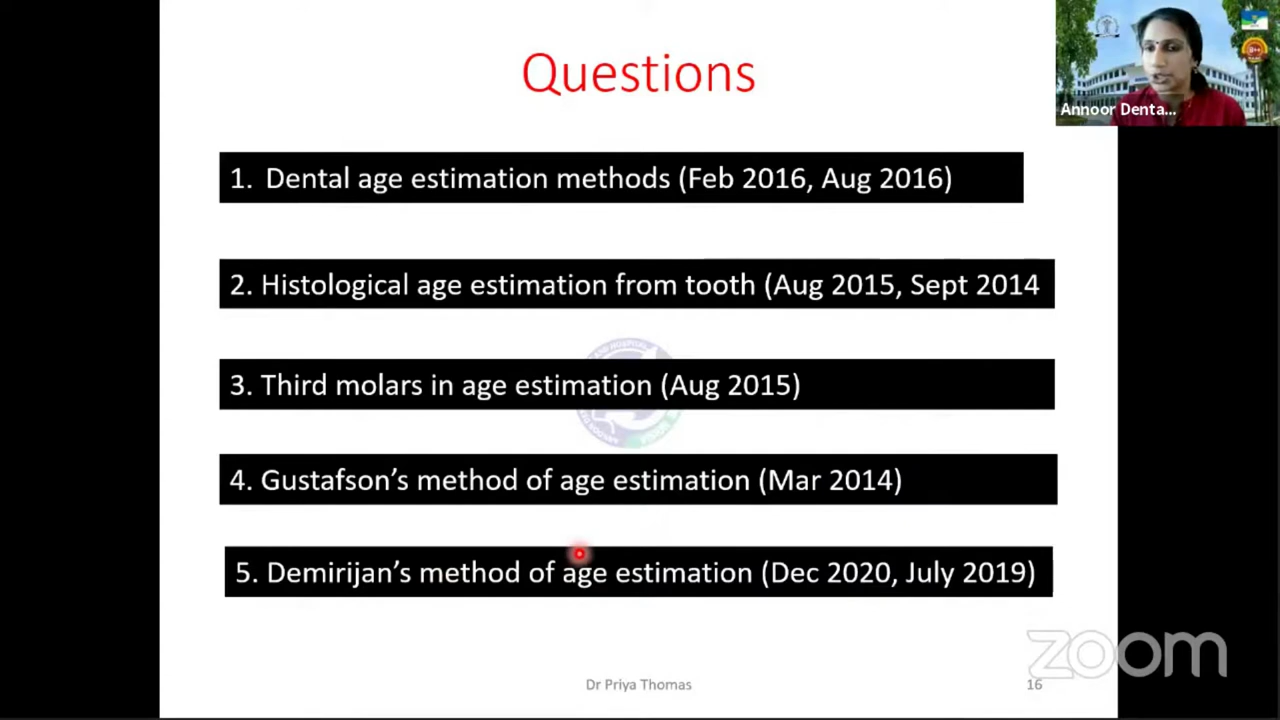 Questions
Annoor Denta...
1. Dental age estimation methods (Feb 2016, Aug 2016)
2. Histological age estimation from tooth (Aug 2015, Sept 2014
3. Third molars in age estimation (Aug 2015)
4. Gustafson's method of age estimation (Mar 2014)
5. Demirijan's method of age estimation (Dec 2020, July 2019)
zoom
Dr Priya Thomas
16